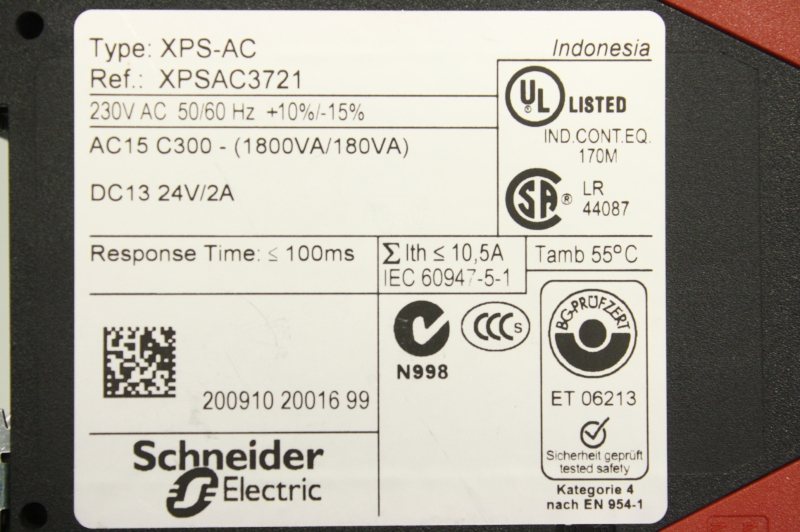 Type: XPS-AC
Indonesia
Ref.: XPSAC3721
230V AC 50/60 Hz +10%/-15%
UL
®
LISTED
IND.CONT.EQ.
170M
AC15 C300 - (1800VA/180VA)
DC13 24V/2A
SA ®
LR
44087
Response Time: ≤ 100ms
∑ Ith ≤ 10,5A
IEC 60947-5-1
Tamb 55°C
N998
CCC S
BG-PRÜFZERT
ET 06213
Sicherheit geprüft
tested safety
Kategorie 4
nach EN 954-1
200910 20016 99
Schneider
Electric